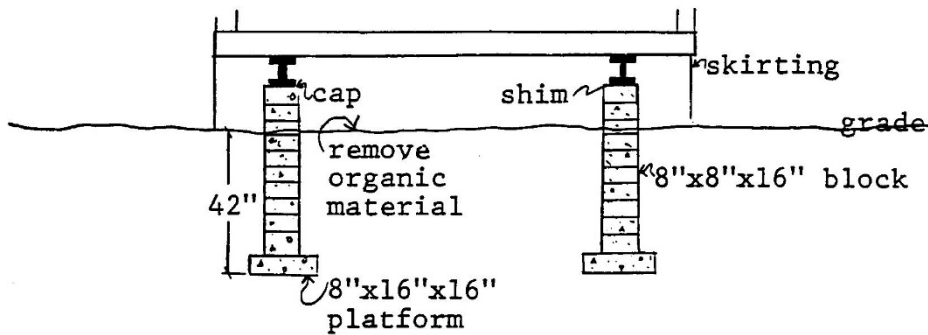 skirting
cap
shim
grade
remove
organic
material
8"x8"x16" block
42"
8"x16"x16"
platform